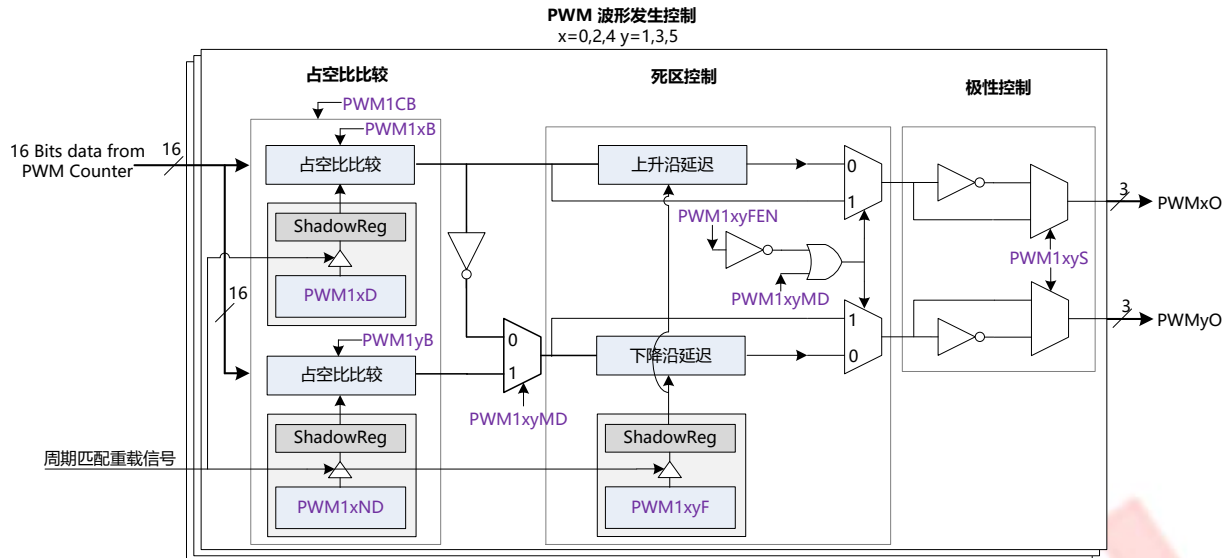 PWM 波形发生控制
x=0,2,4 y=1,3,5
占空比比较
死区控制
极性控制
PWM1CB
PWM1xB
16 Bits data from
PWM Counter
16
占空比比较
上升沿延迟
0
1
3
PWMxO
ShadowReg
PWM1xD
PWM1xyFEN
PWM1xyMD
PWM1xyS
16
PWM1yB
占空比比较
0
1
PWM1xyMD
下降沿延迟
1
0
3
PWMyO
周期匹配重载信号
ShadowReg
PWM1xND
ShadowReg
PWM1xyF